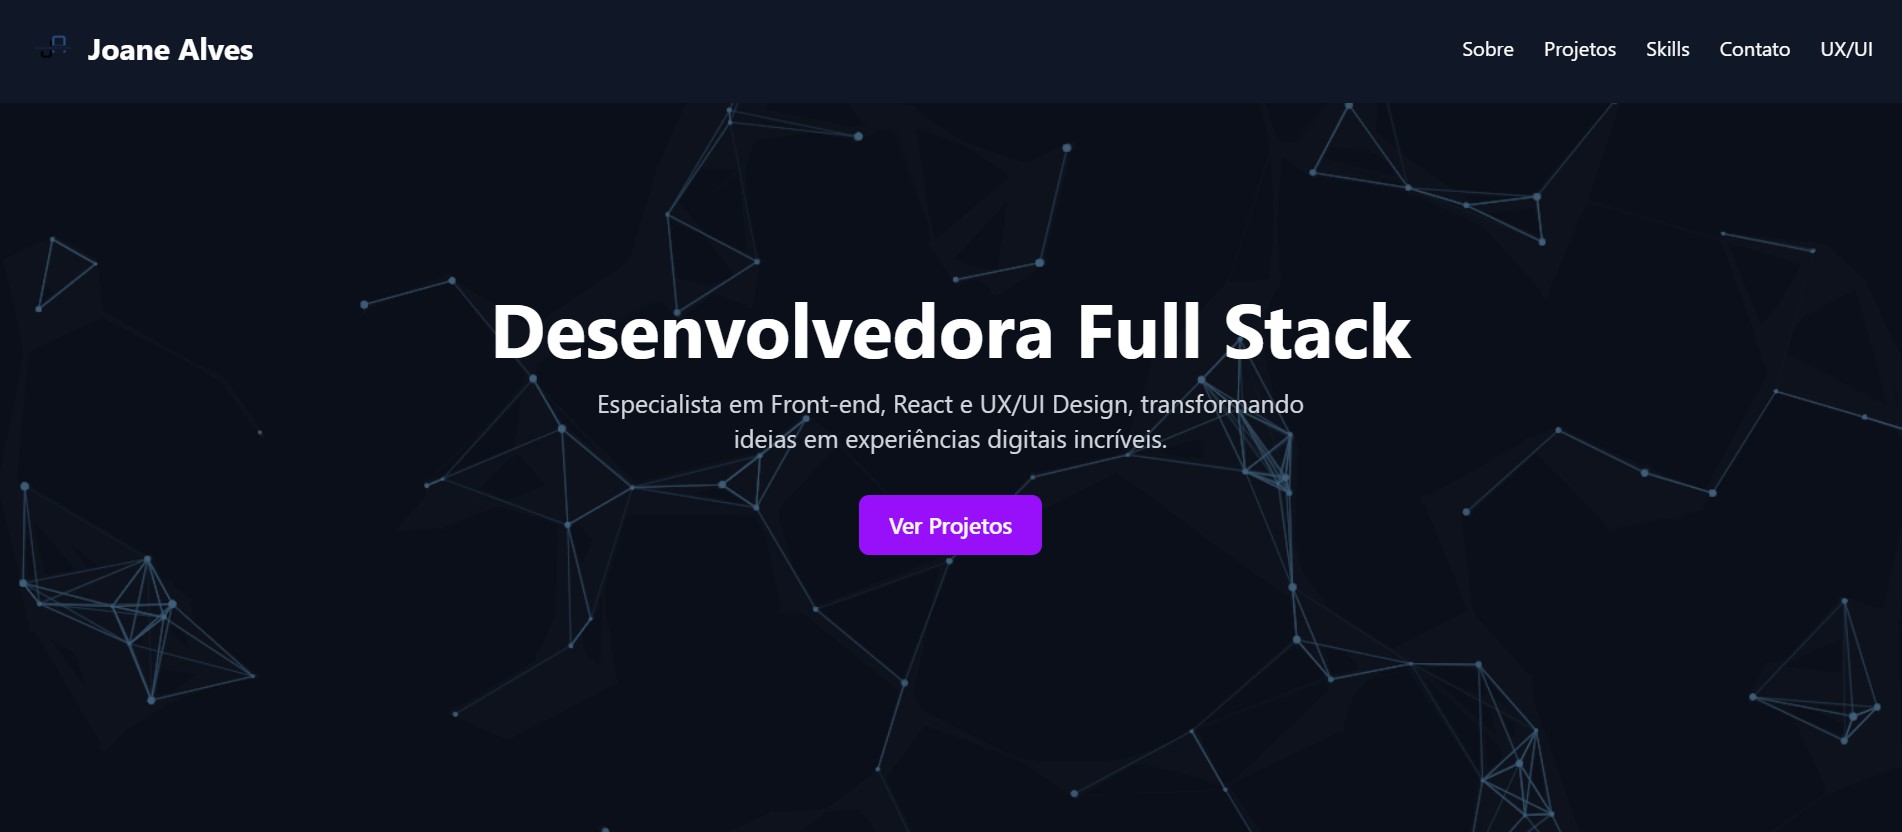 Joane Alves
Sobre Projetos Skills Contato UX/UI
Desenvolvedora Full Stack
Especialista em Front-end, React e UX/UI Design, transformando
ideias em experiências digitais incríveis.
Ver Projetos